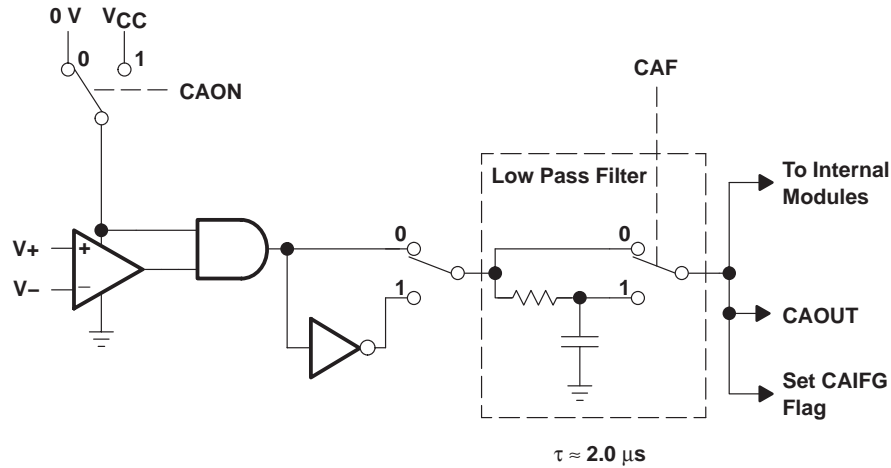 0 V VCC
0 1
CAON
CAF
Low Pass Filter
To Internal
Modules
V+ +
V− −
0
1
0
1
CAOUT
Set CAIFG
Flag
τ ≈ 2.0 μs